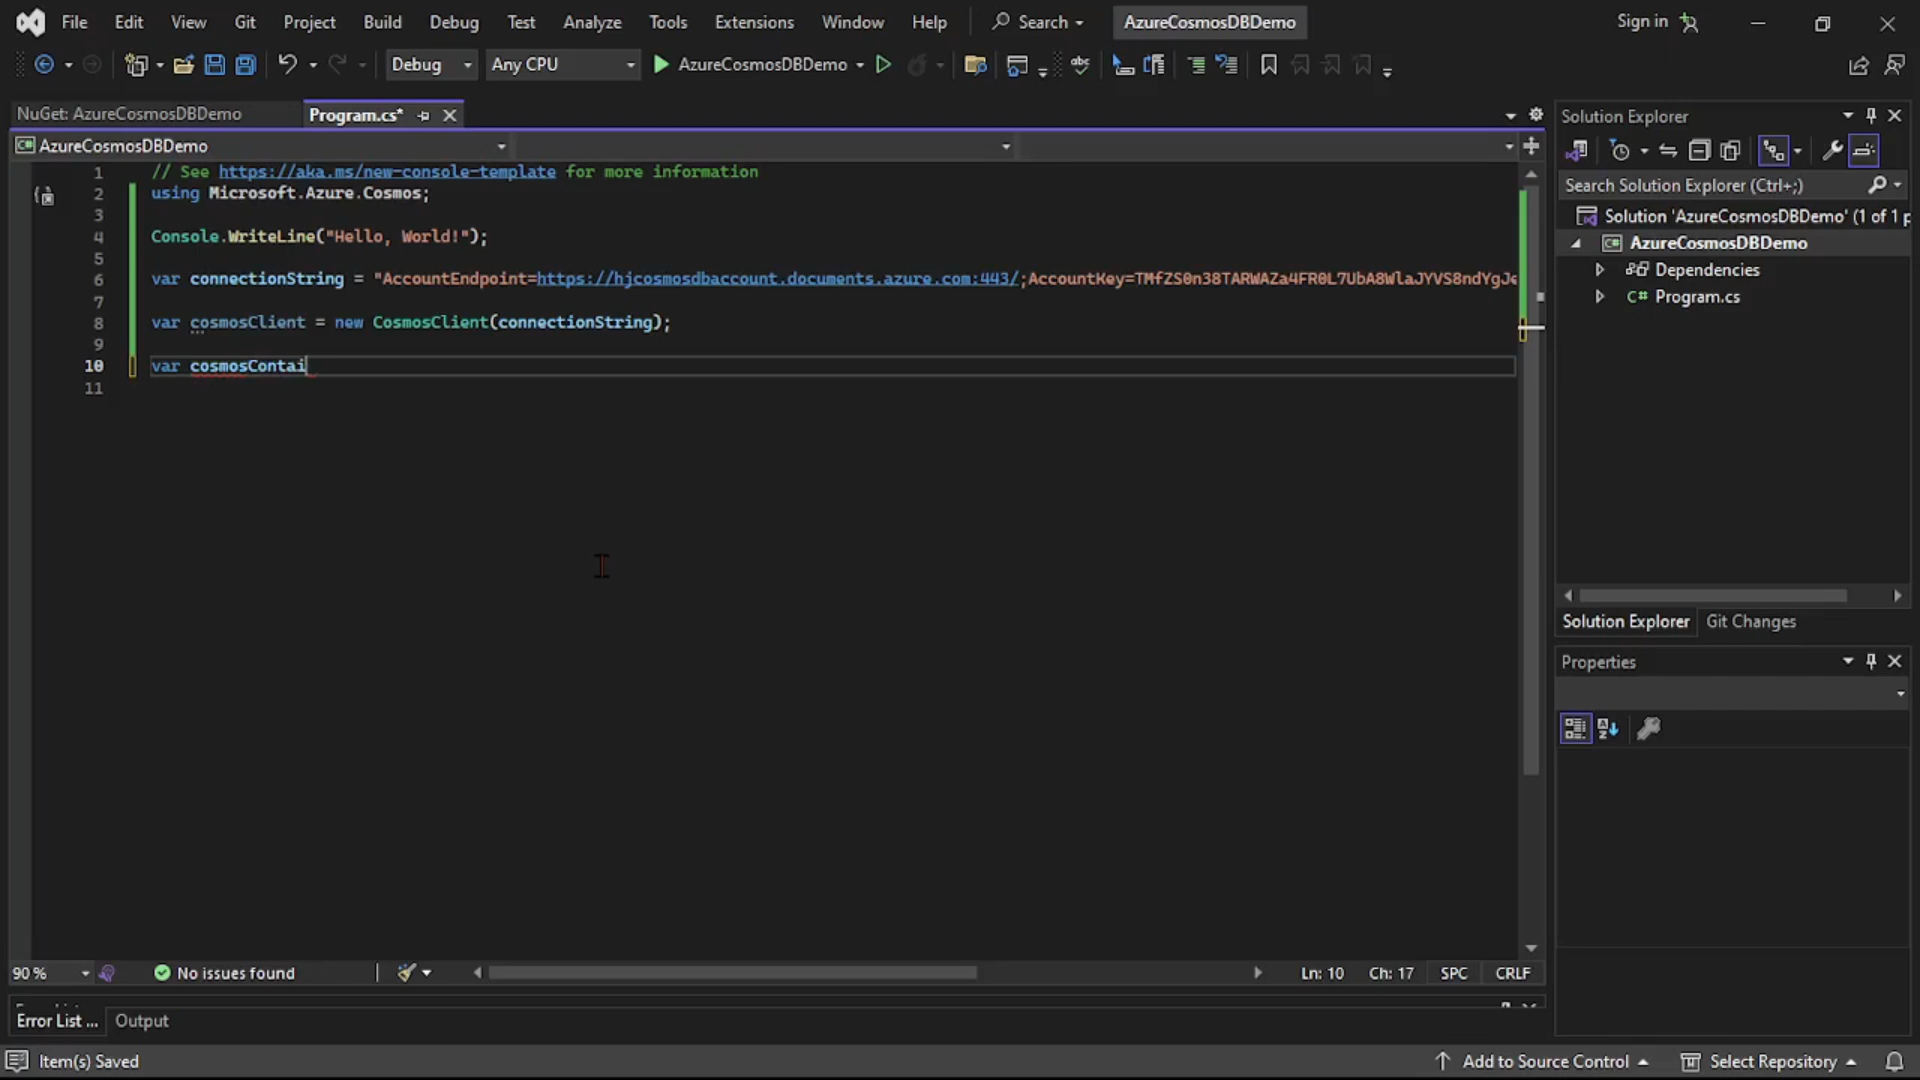 File Edit View Git Project Build Debug Test Analyze Tools Extensions Window Help Search AzureCosmosDBDemo Sign in
Debug Any CPU AzureCosmosDBDemo
NuGet: AzureCosmosDBDemo Program.cs*
AzureCosmosDBDemo
1 // See https://aka.ms/new-console-template for more information
2 using Microsoft.Azure.Cosmos;
3
4 Console.WriteLine("Hello, World!");
5
6 var connectionString = "AccountEndpoint=https://hjcosmosdbaccount.documents.azure.com:443/;AccountKey=TMfZS0n38TARWAZa4FR0L7UbA8WlaJYVS8ndYgJe
7
8 var cosmosClient = new CosmosClient(connectionString);
9
10 var cosmosContai
11
90 % No issues found Ln: 10 Ch: 17 SPC CRLF
Error List ... Output
Item(s) Saved Add to Source Control Select Repository
Solution Explorer
Search Solution Explorer (Ctrl+;)
Solution 'AzureCosmosDBDemo' (1 of 1 p
AzureCosmosDBDemo
Dependencies
C# Program.cs
Solution Explorer Git Changes
Properties